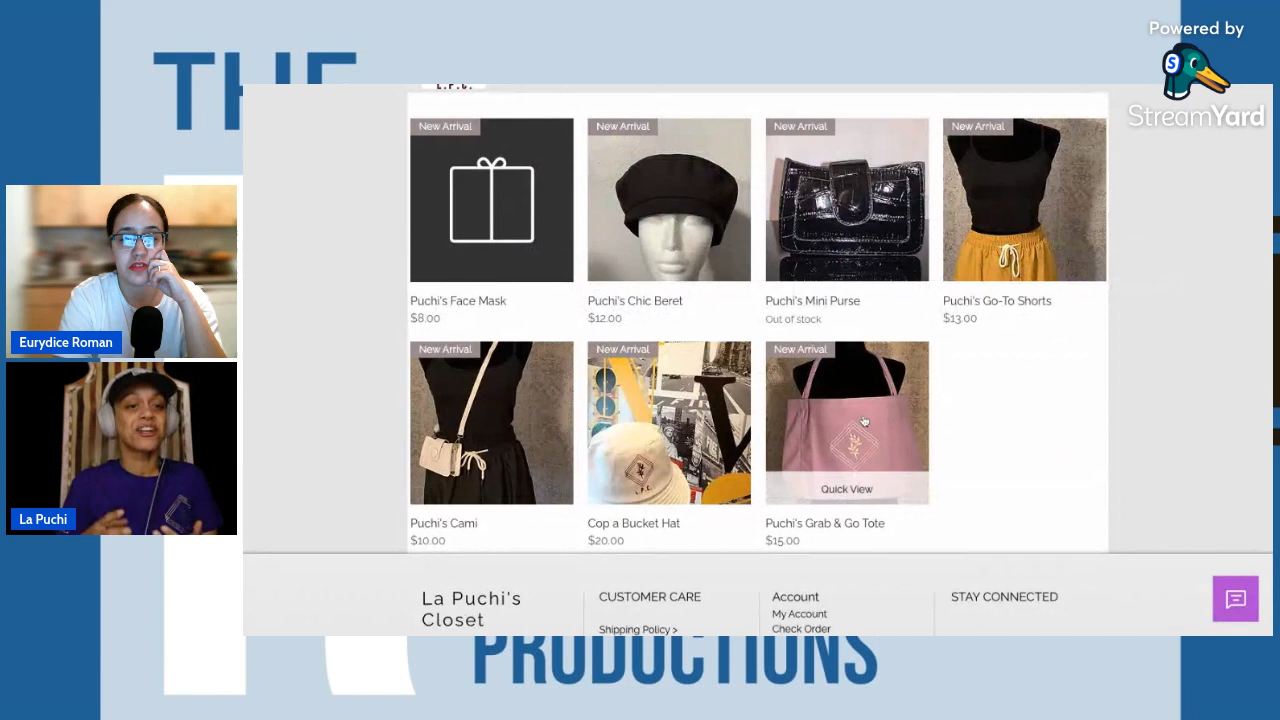 THE
Powered by
StreamYard
L.P.C.
New Arrival
New Arrival
New Arrival
New Arrival
Puchi's Face Mask
$8.00
Puchi's Chic Beret
$12.00
Puchi's Mini Purse
Out of stock
Puchi's Go-To Shorts
$13.00
New Arrival
New Arrival
New Arrival
L.P.C.
Quick View
Puchi's Cami
$10.00
Cop a Bucket Hat
$20.00
Puchi's Grab & Go Tote
$15.00
Eurydice Roman
La Puchi
La Puchi's
Closet
CUSTOMER CARE
Shipping Policy >
Account
My Account
Check Order
STAY CONNECTED
PRODUCTIONS